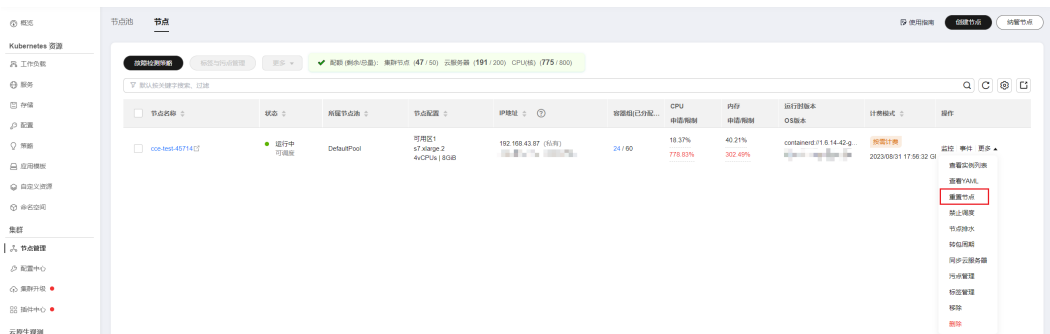 概览
Kubernetes 资源
工作负载
服务
存储
配置
策略
应用模板
自定义资源
命名空间
集群
节点管理
配置中心
集群升级
插件中心
云原生观测
节点池 节点 使用指南 创建节点 纳管节点
故障检测策略 标签与污点管理 更多 配额 (剩余/总量): 集群节点 (47 / 50) 云服务器 (191 / 200) CPU(核) (775 / 800)
默认按关键字搜索、过滤
节点名称 状态 所属节点池 节点配置 IP地址 容器组(已分配... CPU 申请/限制 内存 申请/限制 运行时版本 OS版本 计费模式 操作
cce-test-45714 运行中 可调度 DefaultPool 可用区1 s7.xlarge.2 4vCPUs | 8GiB 192.168.43.87 (私有) 24 / 60 18.37% 778.83% 40.21% 302.49% containerd://1.6.14-42-g... 按需计费 2023/08/31 17:56:32 G 监控 事件 更多
查看实例列表
查看YAML
重置节点
禁止调度
节点排水
转包周期
同步云服务器
污点管理
标签管理
移除
删除